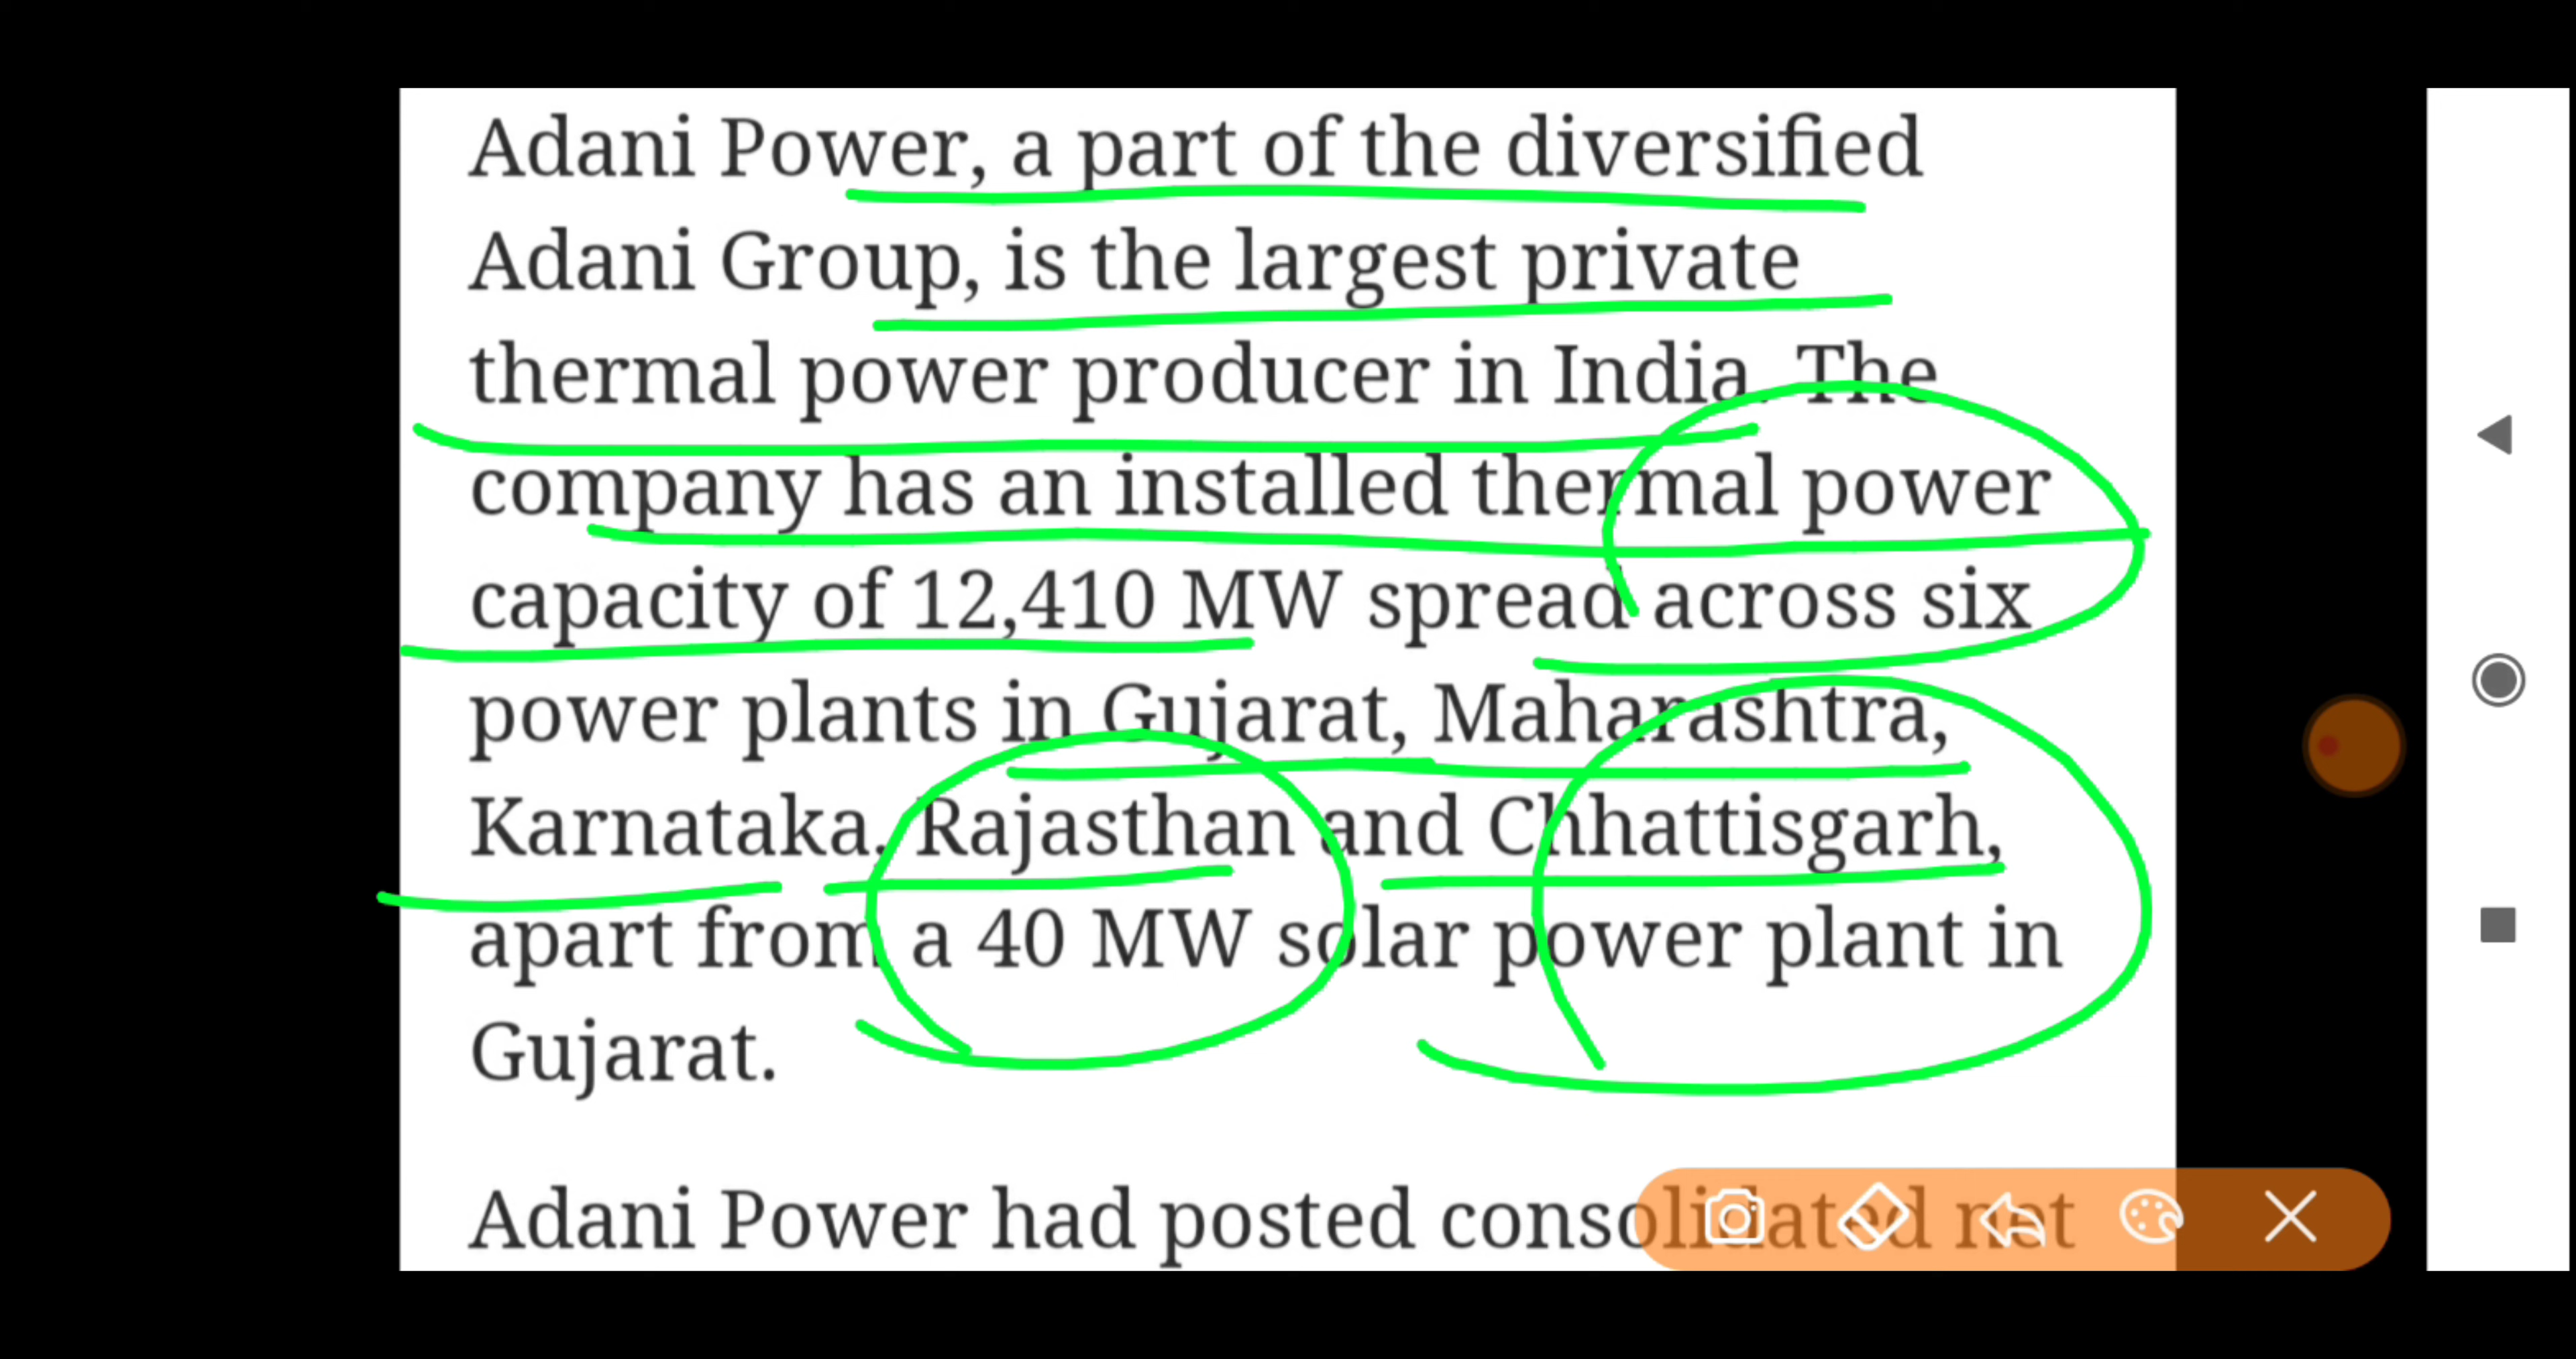 Adani Power, a part of the diversified
Adani Group, is the largest private
thermal power producer in India. The
company has an installed thermal power
capacity of 12,410 MW spread across six
power plants in Gujarat, Maharashtra,
Karnataka, Rajasthan and Chhattisgarh,
apart from a 40 MW solar power plant in
Gujarat.
Adani Power had posted consolidated net